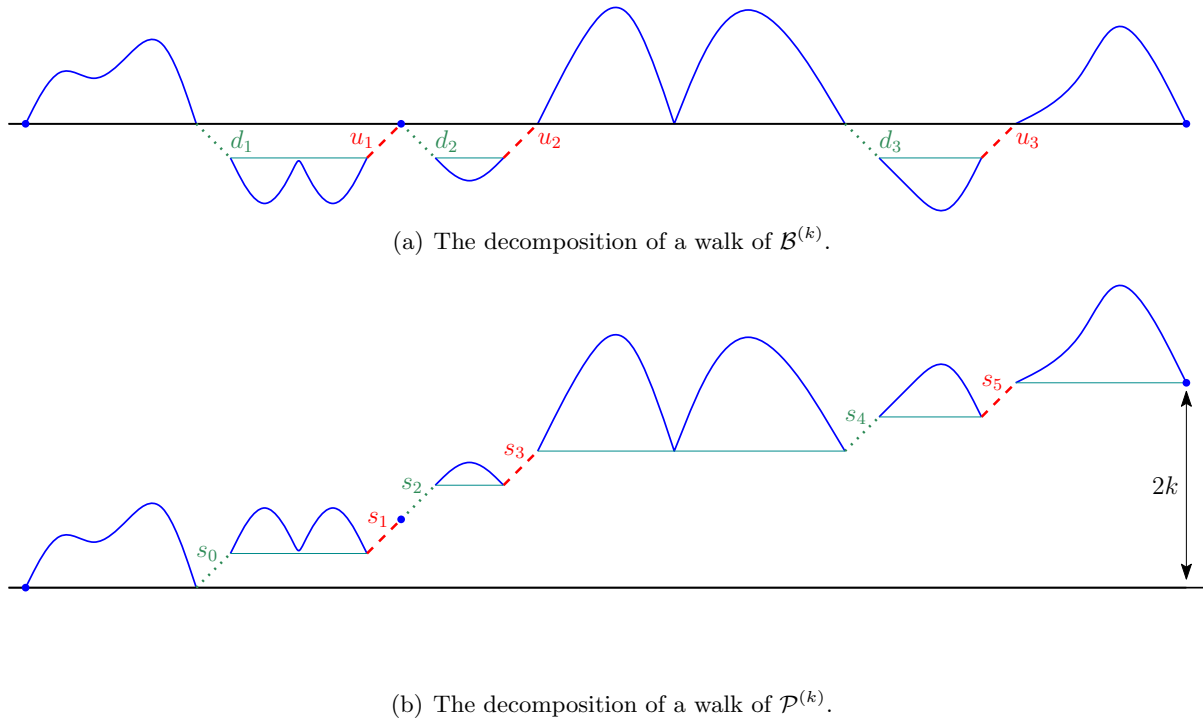 d₁ u₁ d₂ u₂ d₃ u₃
(a) The decomposition of a walk of 𝓑⁽ᵏ⁾.
s₀ s₁ s₂ s₃ s₄ s₅
2k
(b) The decomposition of a walk of 𝓟⁽ᵏ⁾.